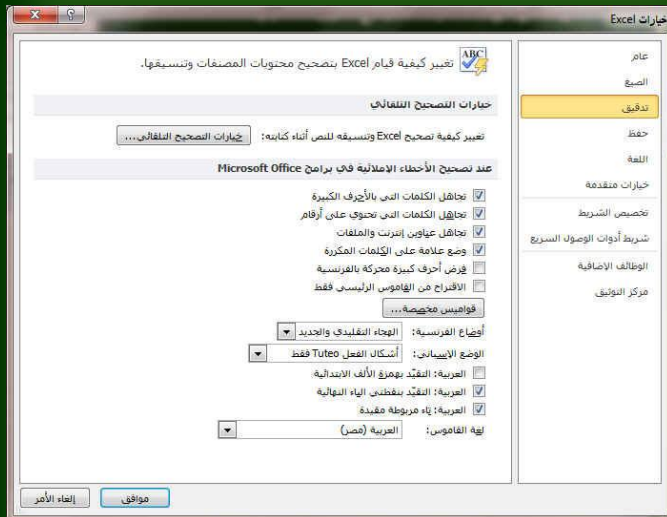 خيارات Excel
عام
الصيغ
تدقيق
حفظ
اللغة
خيارات متقدمة
تخصيص الشريط
شريط أدوات الوصول السريع
الوظائف الإضافية
مركز التوثيق
ABC
تغيير كيفية قيام Excel بتصحيح محتويات المصنفات وتنسيقها.
خيارات التصحيح التلقائي
تغيير كيفية تصحيح Excel وتنسيقه للنص أثناء كتابته: خيارات التصحيح التلقائي...
عند تصحيح الأخطاء الإملائية في برامج Microsoft Office
تجاهل الكلمات التي بالأحرف الكبيرة
تجاهل الكلمات التي تحتوي على أرقام
تجاهل عناوين إنترنت والملفات
وضع علامة على الكلمات المكررة
فرض أحرف كبيرة محركة بالفرنسية
الاقتراح من القاموس الرئيسي فقط
قواميس مخصصة...
أوضاع الفرنسية: الهجاء التقليدي والجديد
الوضع الإسباني: أشكال الفعل Tuteo فقط
العربية: التقيّد بهمزة الألف الابتدائية
العربية: التقيّد بنقطتي الياء النهائية
العربية: تاء مربوطة مقيدة
لغة القاموس: العربية (مصر)
موافق
إلغاء الأمر